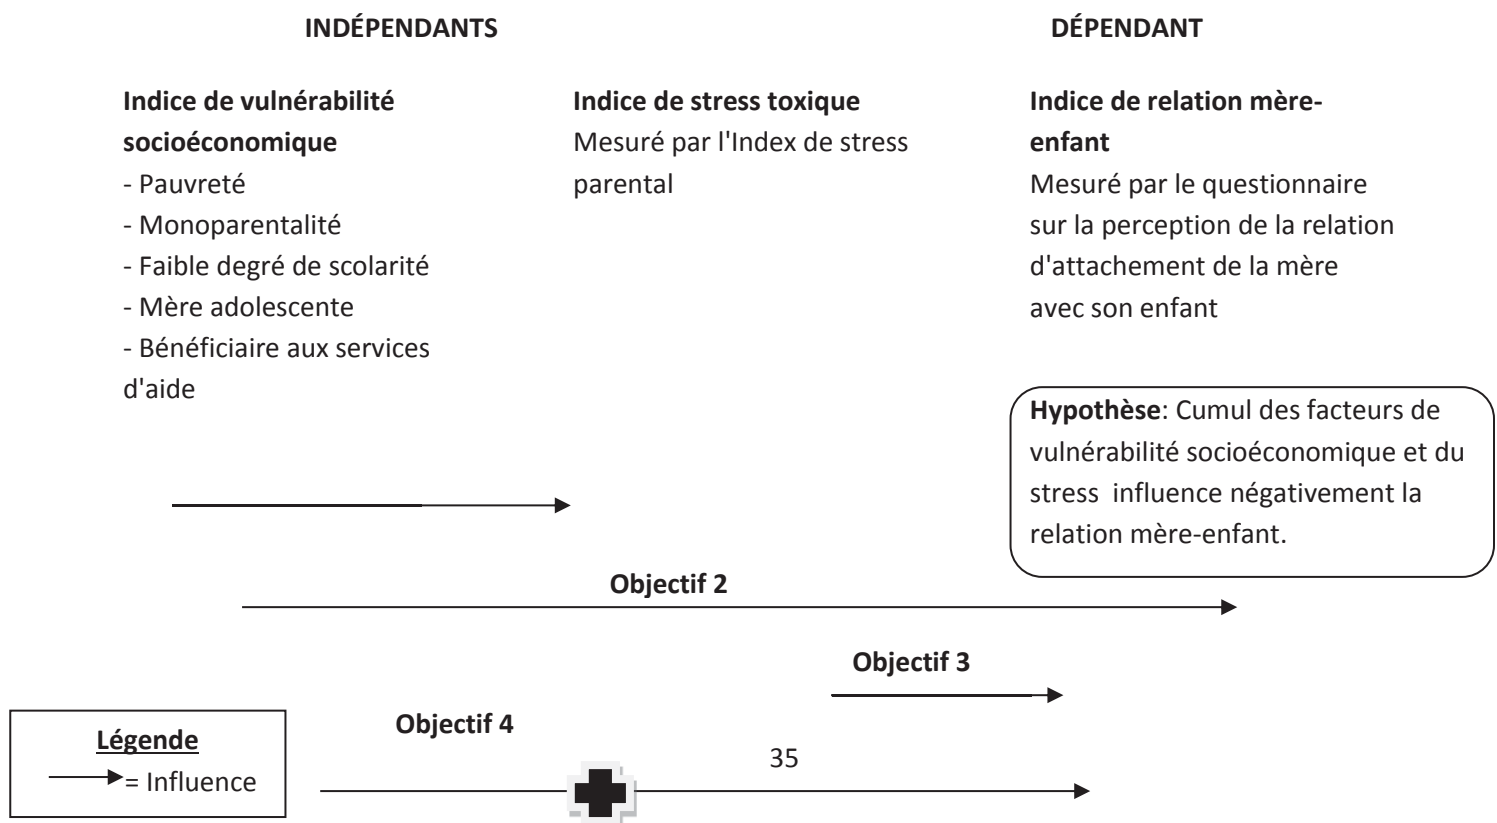 INDÉPENDANTS
DÉPENDANT
Indice de vulnérabilité
socioéconomique
- Pauvreté
- Monoparentalité
- Faible degré de scolarité
- Mère adolescente
- Bénéficiaire aux services
d'aide
Indice de stress toxique
Mesuré par l'Index de stress
parental
Indice de relation mère-
enfant
Mesuré par le questionnaire
sur la perception de la relation
d'attachement de la mère
avec son enfant
Hypothèse: Cumul des facteurs de
vulnérabilité socioéconomique et du
stress influence négativement la
relation mère-enfant.
Objectif 2
Objectif 3
Objectif 4
35
Légende
= Influence